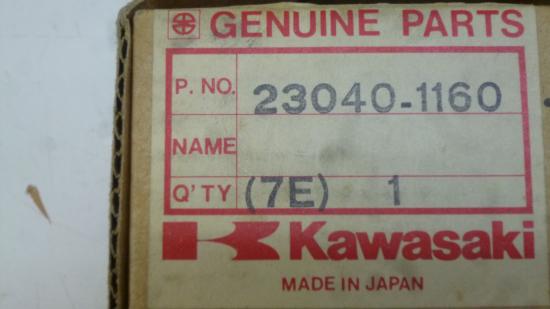 GENUINE PARTS
P. NO. 23040-1160
NAME
Q'TY (7E) 1
Kawasaki
MADE IN JAPAN